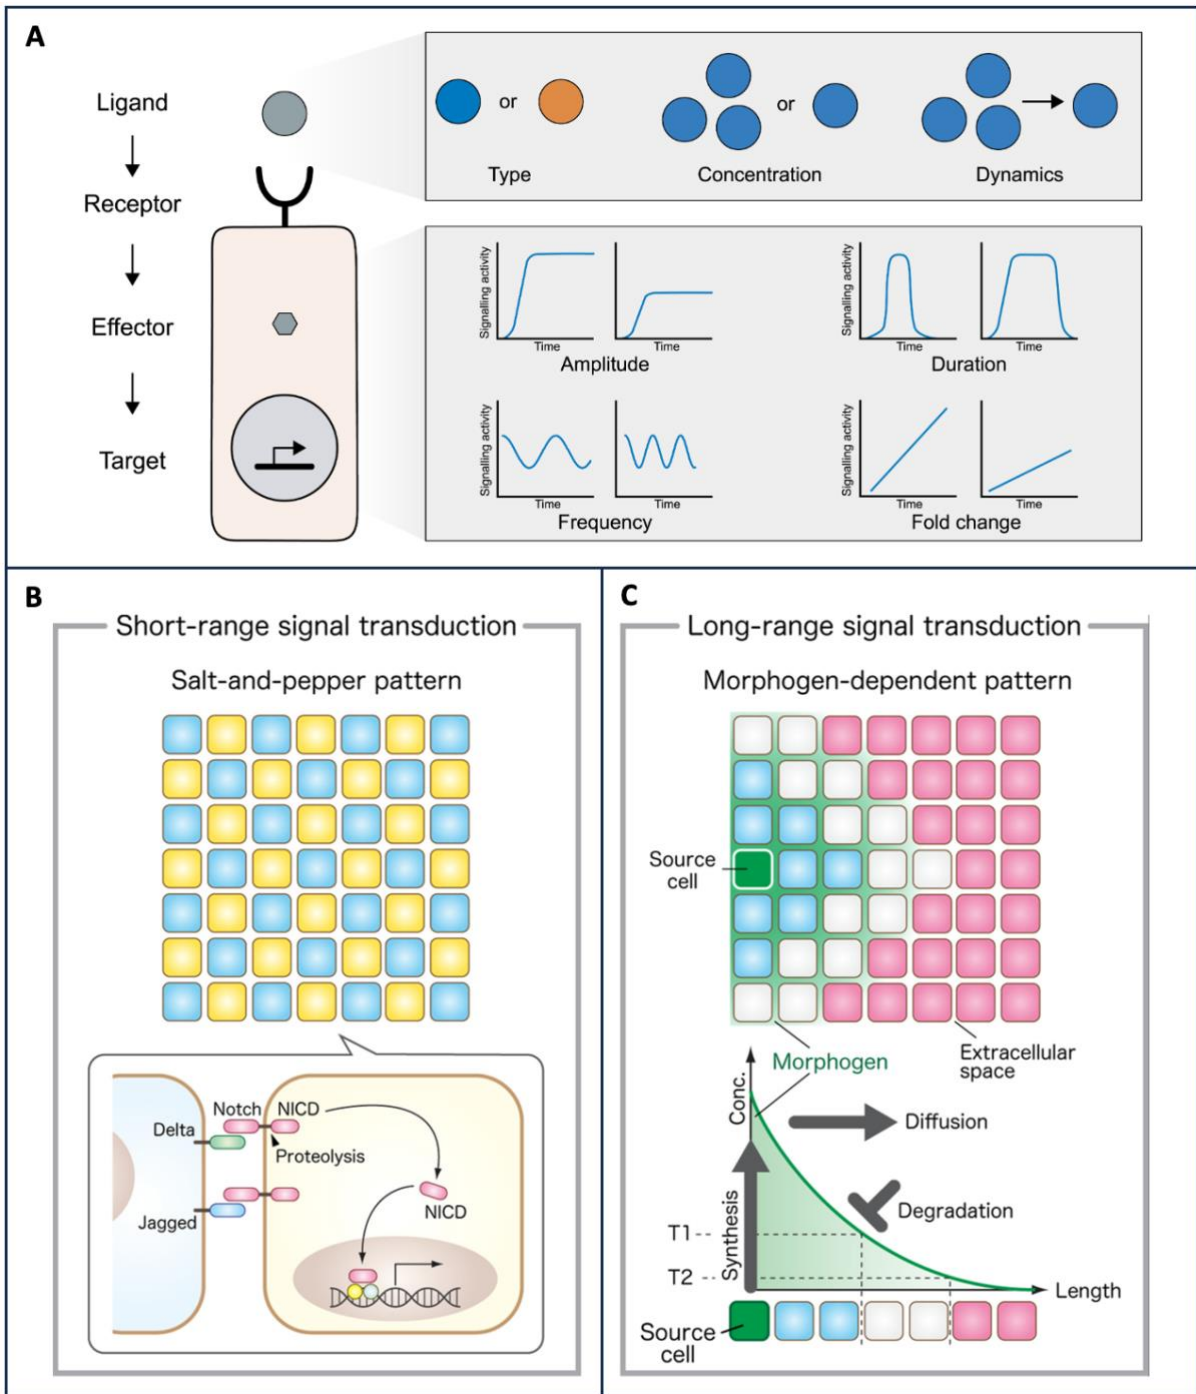 A
Ligand
Receptor
Effector
Target
or
Type
or
Concentration
Dynamics
Signalling activity
Time
Time
Amplitude
Signalling activity
Time
Time
Duration
Signalling activity
Time
Time
Frequency
Signalling activity
Time
Time
Fold change
B
Short-range signal transduction
Salt-and-pepper pattern
Notch
NICD
Delta
Proteolysis
Jagged
NICD
C
Long-range signal transduction
Morphogen-dependent pattern
Source
cell
Morphogen
Extracellular
space
Conc.
Diffusion
Synthesis
Degradation
T1
T2
Length
Source
cell